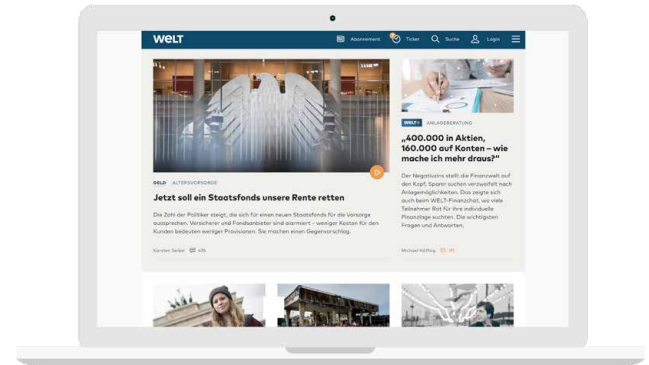 WELT
Abonnement Ticker Suche Login
GELD ALTERSVORSORGE
Jetzt soll ein Staatsfonds unsere Rente retten
Die Zahl der Politiker steigt, die sich für einen neuen Staatsfonds für die Vorsorge
aussprechen. Versicherer und Fondsanbieter sind alarmiert – weniger Kosten für den
Kunden bedeuten weniger Provisionen. Sie machen einen Gegenvorschlag.
Karsten Seibel
WELT+ ANLAGEBERATUNG
„400.000 in Aktien,
160.000 auf Konten – wie
mache ich mehr draus?“
Der Negativzins stellt die Finanzwelt auf
den Kopf, Sparer suchen verzweifelt nach
Anlagemöglichkeiten. Das zeigte sich
auch beim WELT-Finanzchat, wo viele
Teilnehmer Rat für ihre individuelle
Finanzlage suchten. Die wichtigsten
Fragen und Antworten.
Michael Höfling